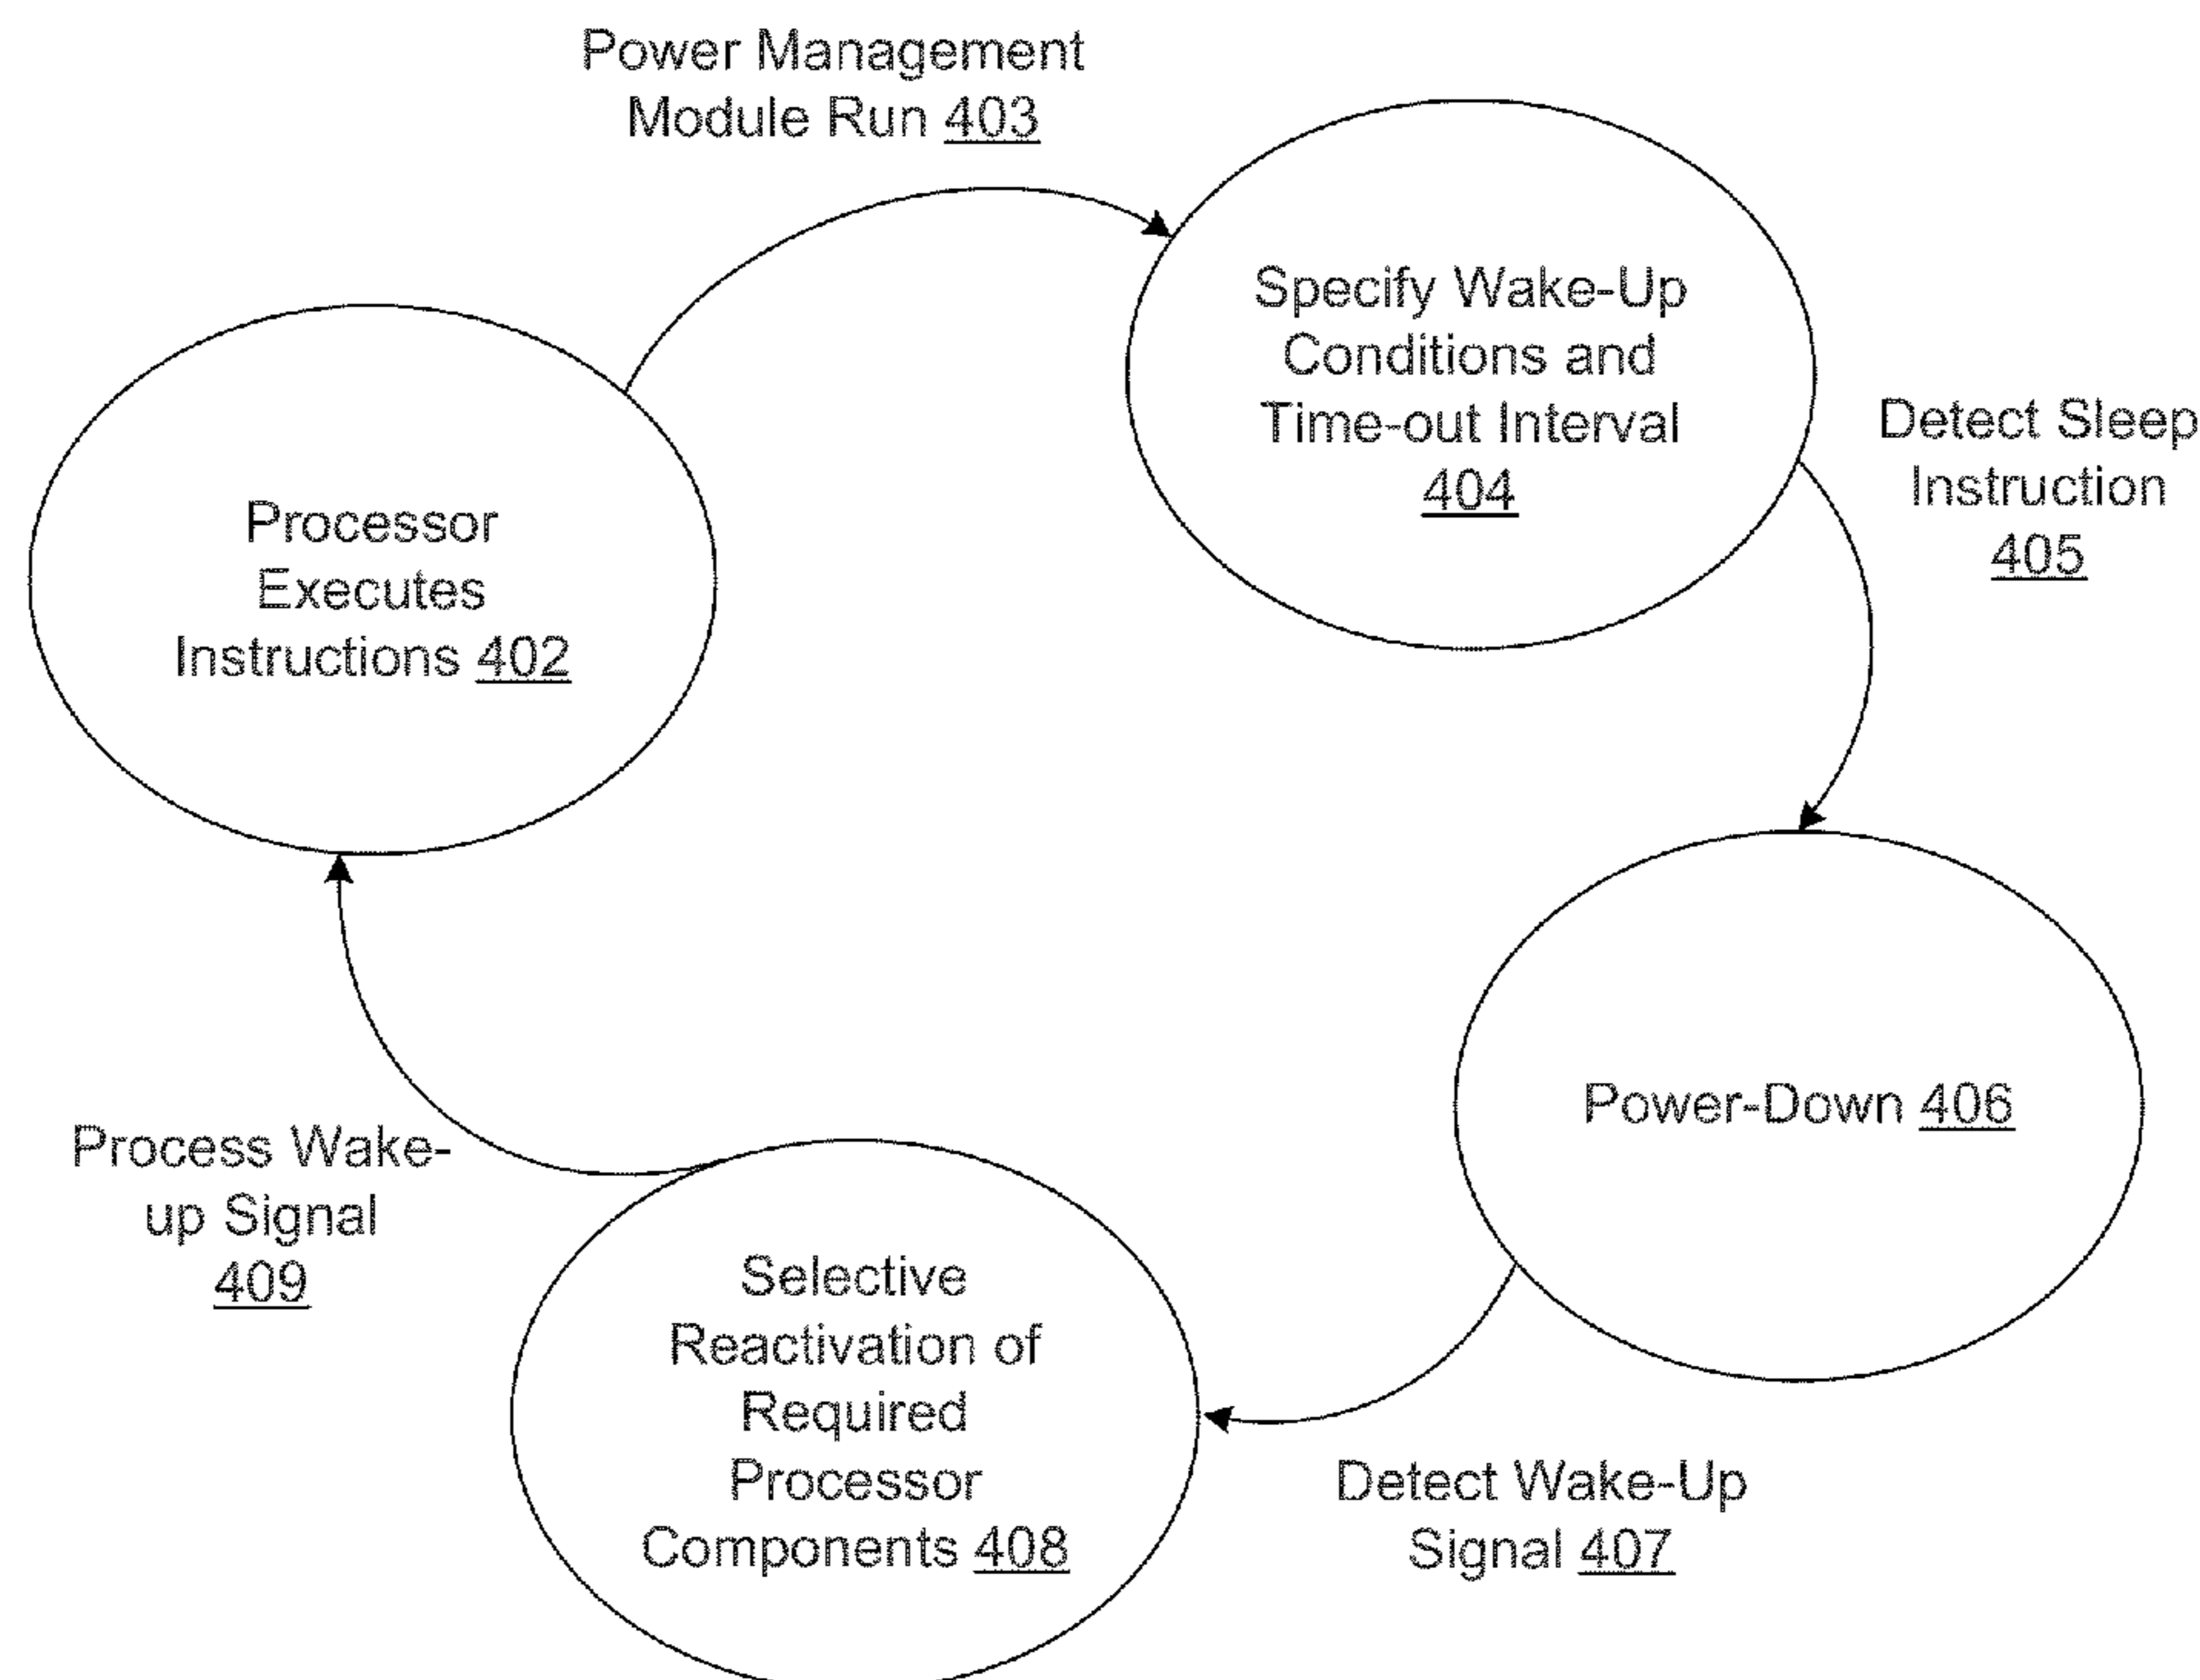 Power Management
Module Run 403
Specify Wake-Up
Conditions and
Time-out Interval
404
Detect Sleep
Instruction
405
Processor
Executes
Instructions 402
Power-Down 406
Process Wake-
up Signal
409
Selective
Reactivation of
Required
Processor
Components 408
Detect Wake-Up
Signal 407